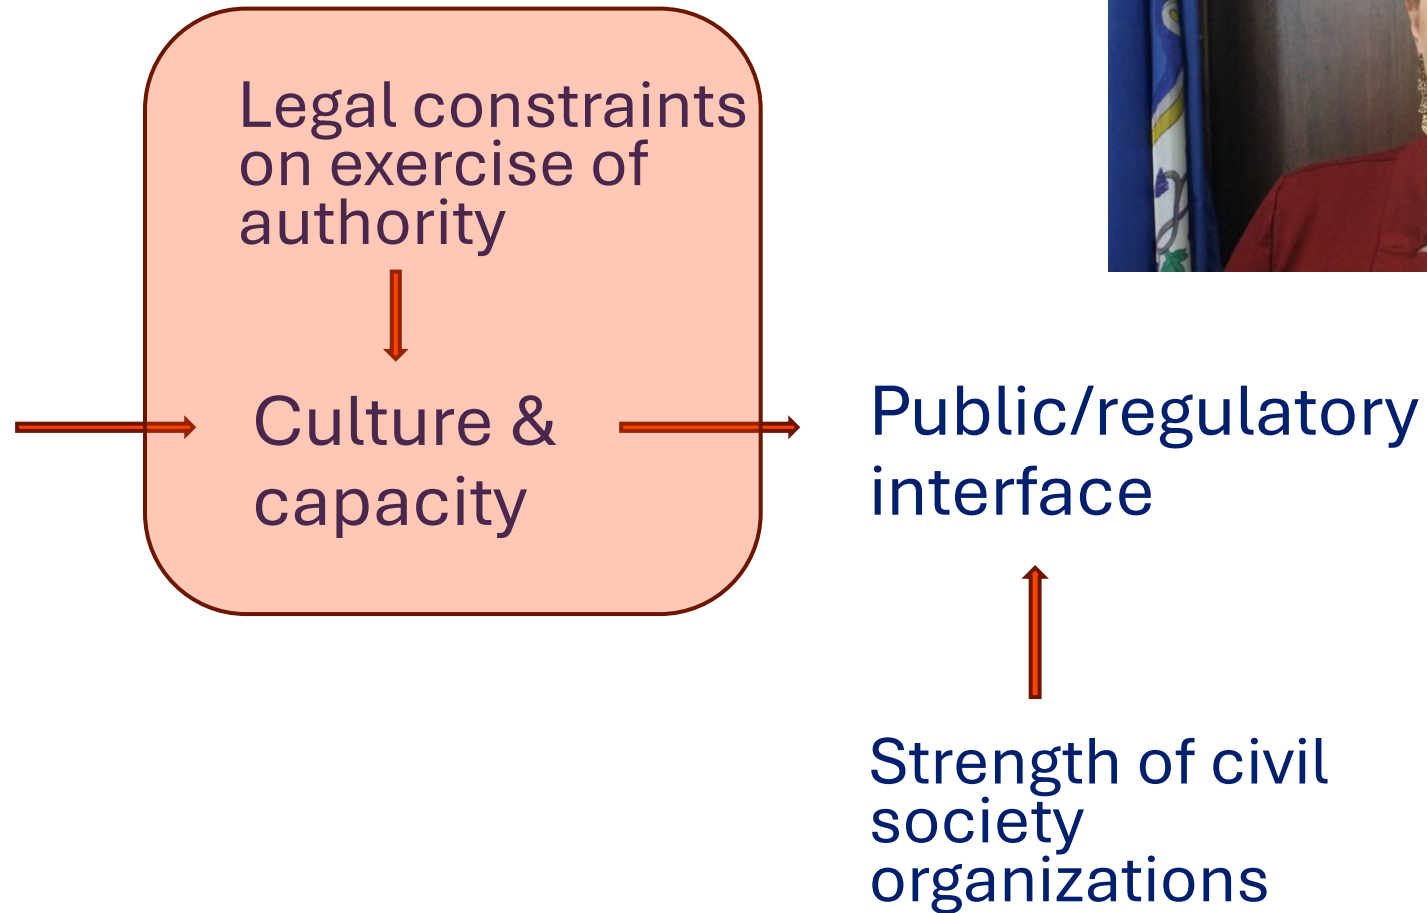 Legal constraints
on exercise of
authority
Culture &
capacity
Public/regulatory
interface
Strength of civil
society
organizations